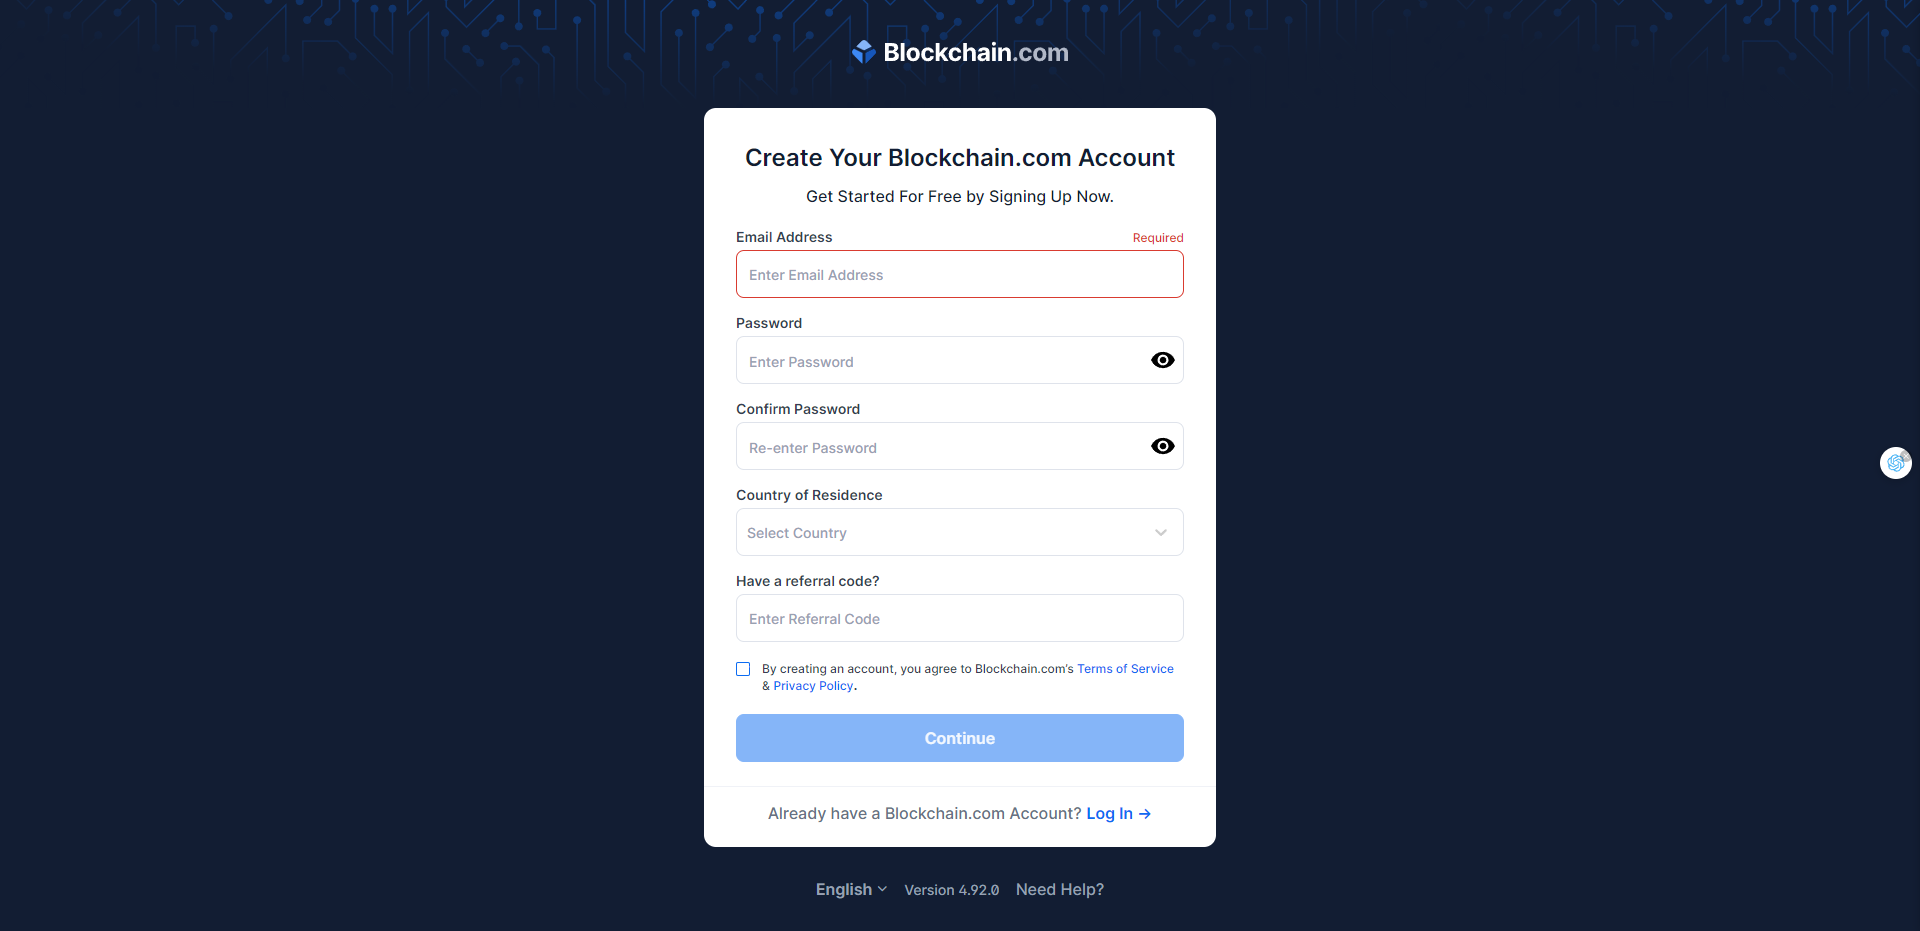 Blockchain.com
Create Your Blockchain.com Account
Get Started For Free by Signing Up Now.
Email Address Required
Enter Email Address
Password
Enter Password
Confirm Password
Re-enter Password
Country of Residence
Select Country
Have a referral code?
Enter Referral Code
By creating an account, you agree to Blockchain.com's Terms of Service
& Privacy Policy.
Continue
Already have a Blockchain.com Account? Log In →
English Version 4.92.0 Need Help?